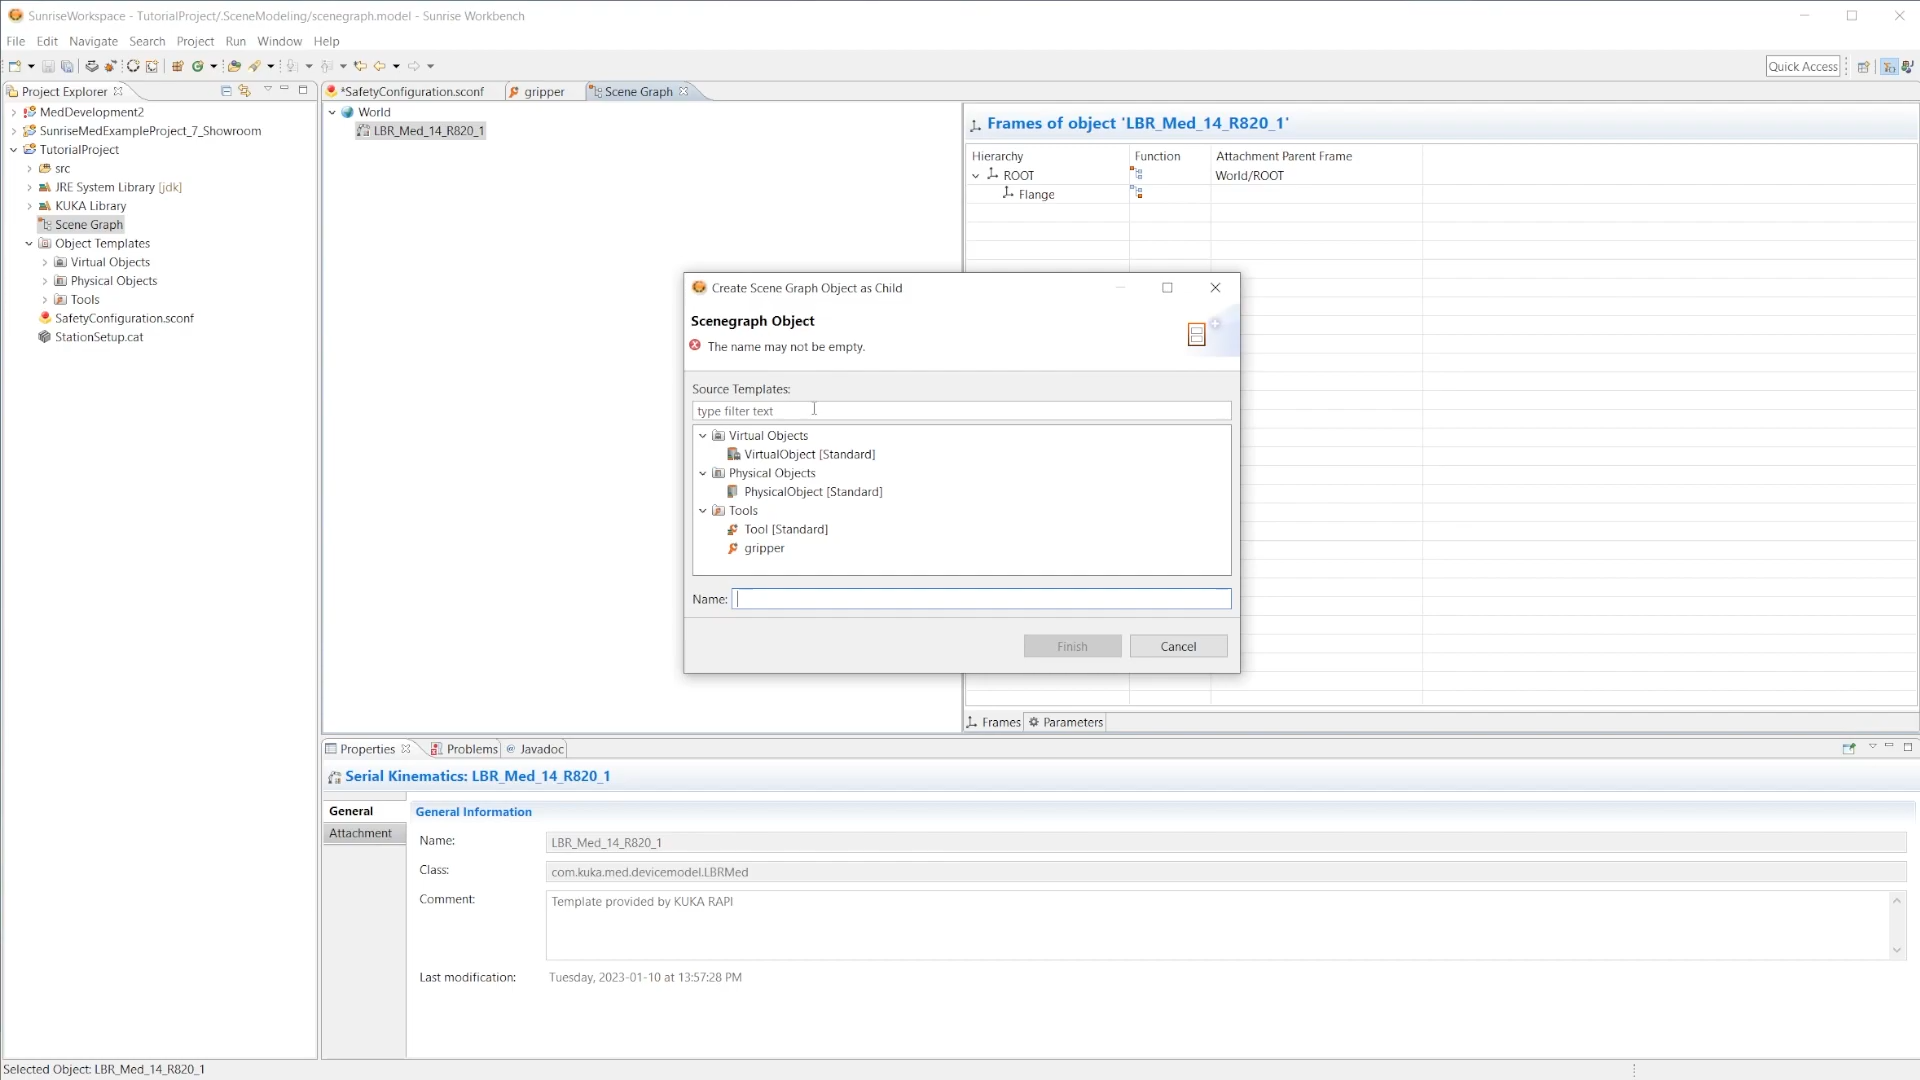 SunriseWorkspace - TutorialProject/.SceneModeling/scenegraph.model - Sunrise Workbench
File Edit Navigate Search Project Run Window Help
Quick Access
Project Explorer
MedDevelopment2
SunriseMedExampleProject_7_Showroom
TutorialProject
src
JRE System Library [jdk]
KUKA Library
Scene Graph
Object Templates
Virtual Objects
Physical Objects
Tools
SafetyConfiguration.sconf
StationSetup.cat
*SafetyConfiguration.sconf gripper Scene Graph
World
LBR_Med_14_R820_1
Frames of object 'LBR_Med_14_R820_1'
Hierarchy Function Attachment Parent Frame
ROOT World/ROOT
Flange
Create Scene Graph Object as Child
Scenegraph Object
The name may not be empty.
Source Templates:
type filter text
Virtual Objects
VirtualObject [Standard]
Physical Objects
PhysicalObject [Standard]
Tools
Tool [Standard]
gripper
Name:
Finish Cancel
Frames Parameters
Properties Problems @ Javadoc
Serial Kinematics: LBR_Med_14_R820_1
General
Attachment
General Information
Name: LBR_Med_14_R820_1
Class: com.kuka.med.devicemodel.LBRMed
Comment: Template provided by KUKA RAPI
Last modification: Tuesday, 2023-01-10 at 13:57:28 PM
Selected Object: LBR_Med_14_R820_1